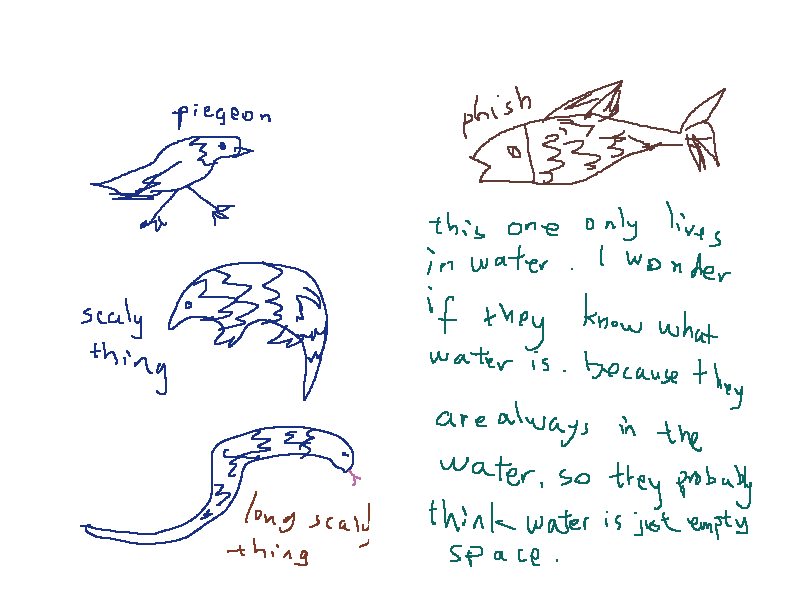 piegeon
scaly
thing
long scaly
thing
phish
this one only lives
in water. I wonder
if they know what
water is. because they
are always in the
water, so they probably
think water is just empty
space.